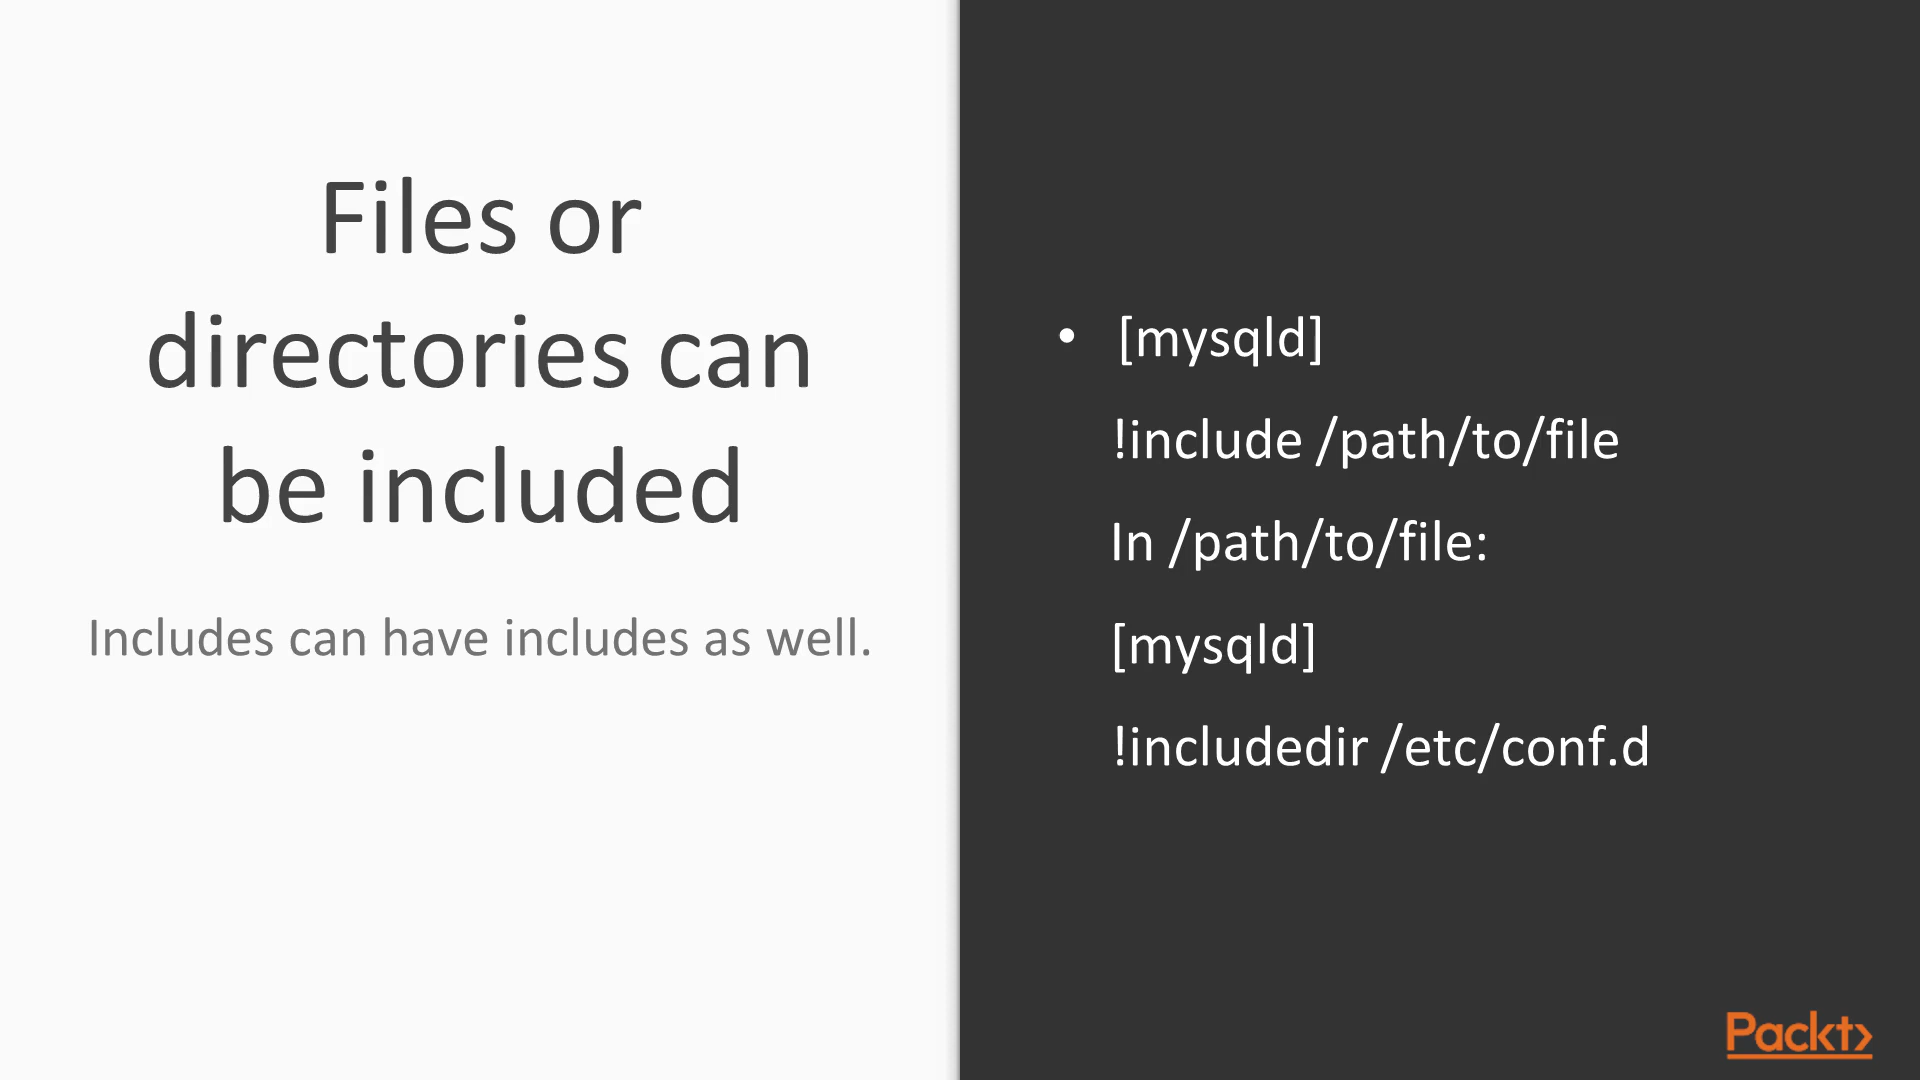 Files or
directories can
be included
Includes can have includes as well.
• [mysqld]
!include /path/to/file
In /path/to/file:
[mysqld]
!includedir /etc/conf.d
Packt>